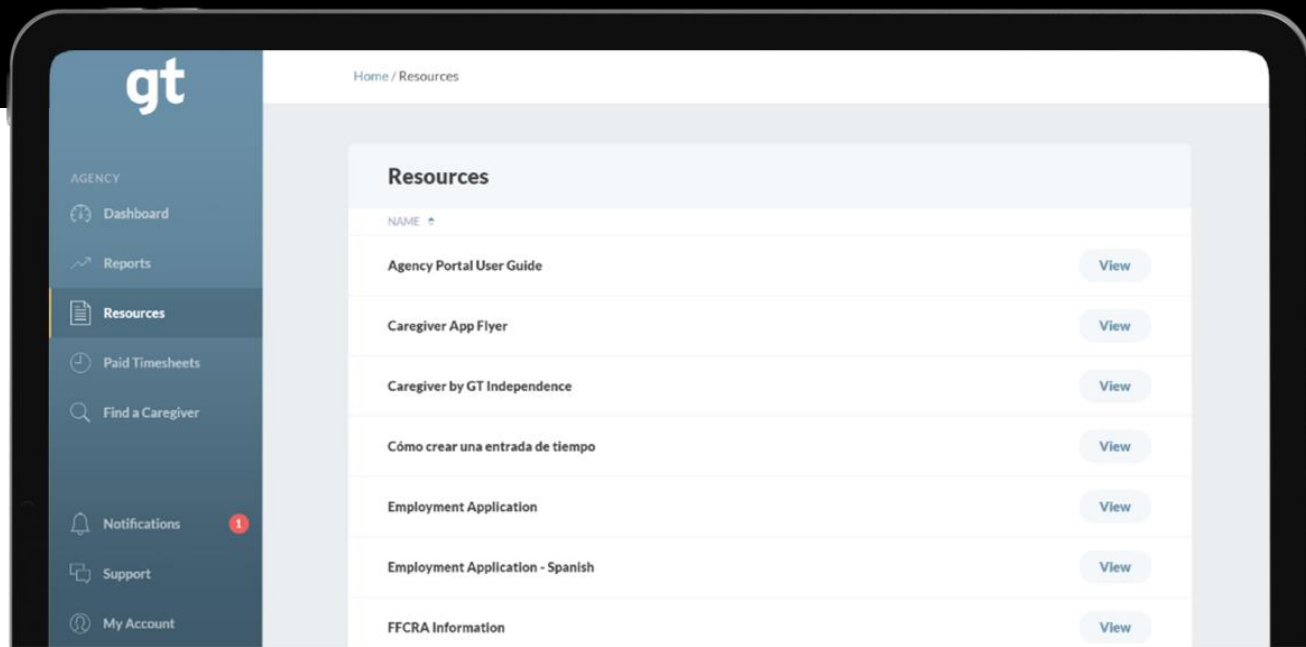 gt
AGENCY
Dashboard
Reports
Resources
Paid Timesheets
Find a Caregiver
Notifications 1
Support
My Account
Home / Resources
Resources
NAME
Agency Portal User Guide View
Caregiver App Flyer View
Caregiver by GT Independence View
Cómo crear una entrada de tiempo View
Employment Application View
Employment Application - Spanish View
FFCRA Information View